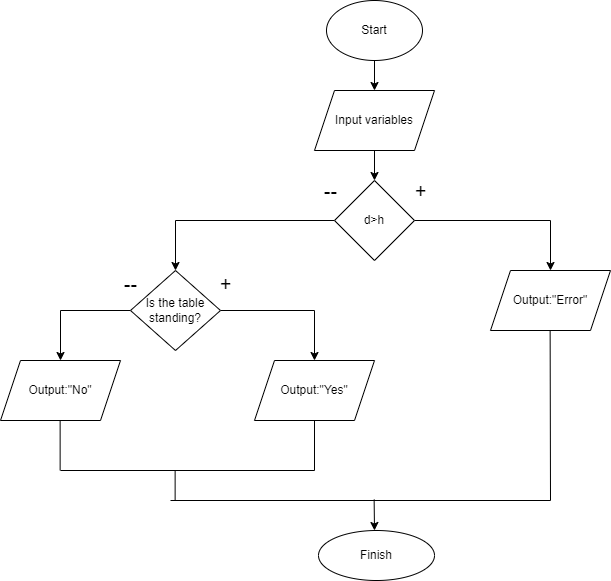 Start
Input variables
--
+
d>h
--
+
Is the table
standing?
Output:"Error"
Output:"No"
Output:"Yes"
Finish